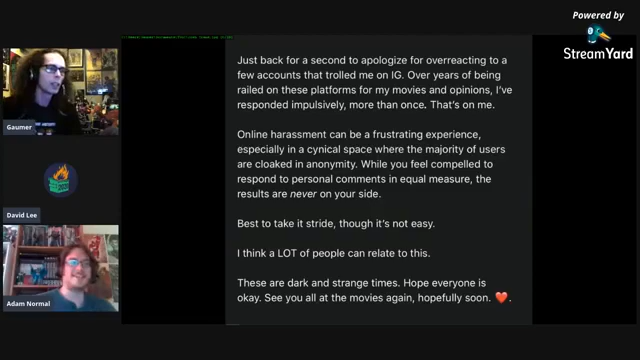 Powered by
StreamYard
Just back for a second to apologize for overreacting to a
few accounts that trolled me on IG. Over years of being
railed on these platforms for my movies and opinions, I've
responded impulsively, more than once. That's on me.
Online harassment can be a frustrating experience,
especially in a cynical space where the majority of users
are cloaked in anonymity. While you feel compelled to
respond to personal comments in equal measure, the
results are never on your side.
Best to take it stride, though it's not easy.
I think a LOT of people can relate to this.
These are dark and strange times. Hope everyone is
okay. See you all at the movies again, hopefully soon. ❤️.
Gaumer
David Lee
Adam Normal